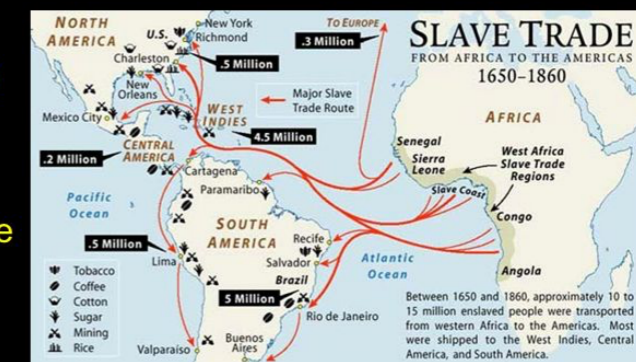 SLAVE TRADE
FROM AFRICA TO THE AMERICAS
1650–1860
NORTH
AMERICA
U.S.
New York
Richmond
Charleston
.5 Million
New
Orleans
TO EUROPE
.3 Million
Major Slave
Trade Route
Mexico City
WEST
INDIES
4.5 Million
.2 Million
CENTRAL
AMERICA
Cartagena
Paramaribo
Pacific
Ocean
SOUTH
AMERICA
.5 Million
Lima
Recife
Salvador
Brazil
5 Million
Rio de Janeiro
Valparaiso
Buenos
Aires
Atlantic
Ocean
AFRICA
Senegal
Sierra
Leone
West Africa
Slave Trade
Regions
Slave Coast
Congo
Angola
Tobacco
Coffee
Cotton
Sugar
Mining
Rice
Between 1650 and 1860, approximately 10 to
15 million enslaved people were transported
from western Africa to the Americas. Most
were shipped to the West Indies, Central
America, and South America.
e